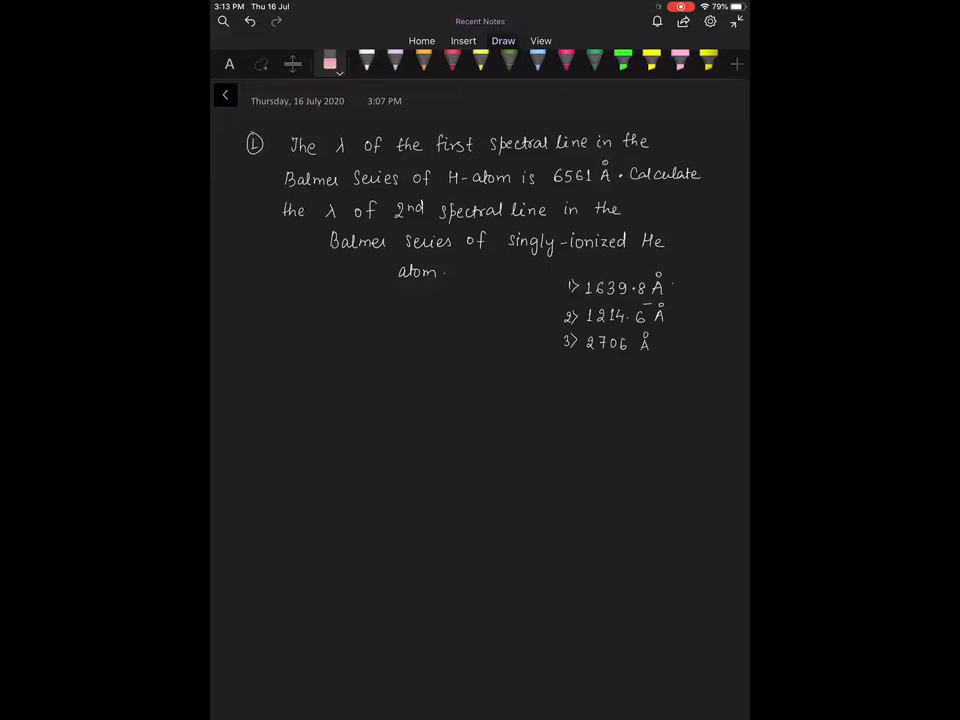 3:13 PM Thu 16 Jul 79%
Recent Notes
Home Insert Draw View
A
Thursday, 16 July 2020 3:07 PM
① The λ of the first spectral line in the
Balmer series of H-atom is 6561 Å. Calculate
the λ of 2nd spectral line in the
Balmer series of singly-ionized He
atom.
1> 1639.8 Å
2> 1214.6 Å
3> 2706 Å